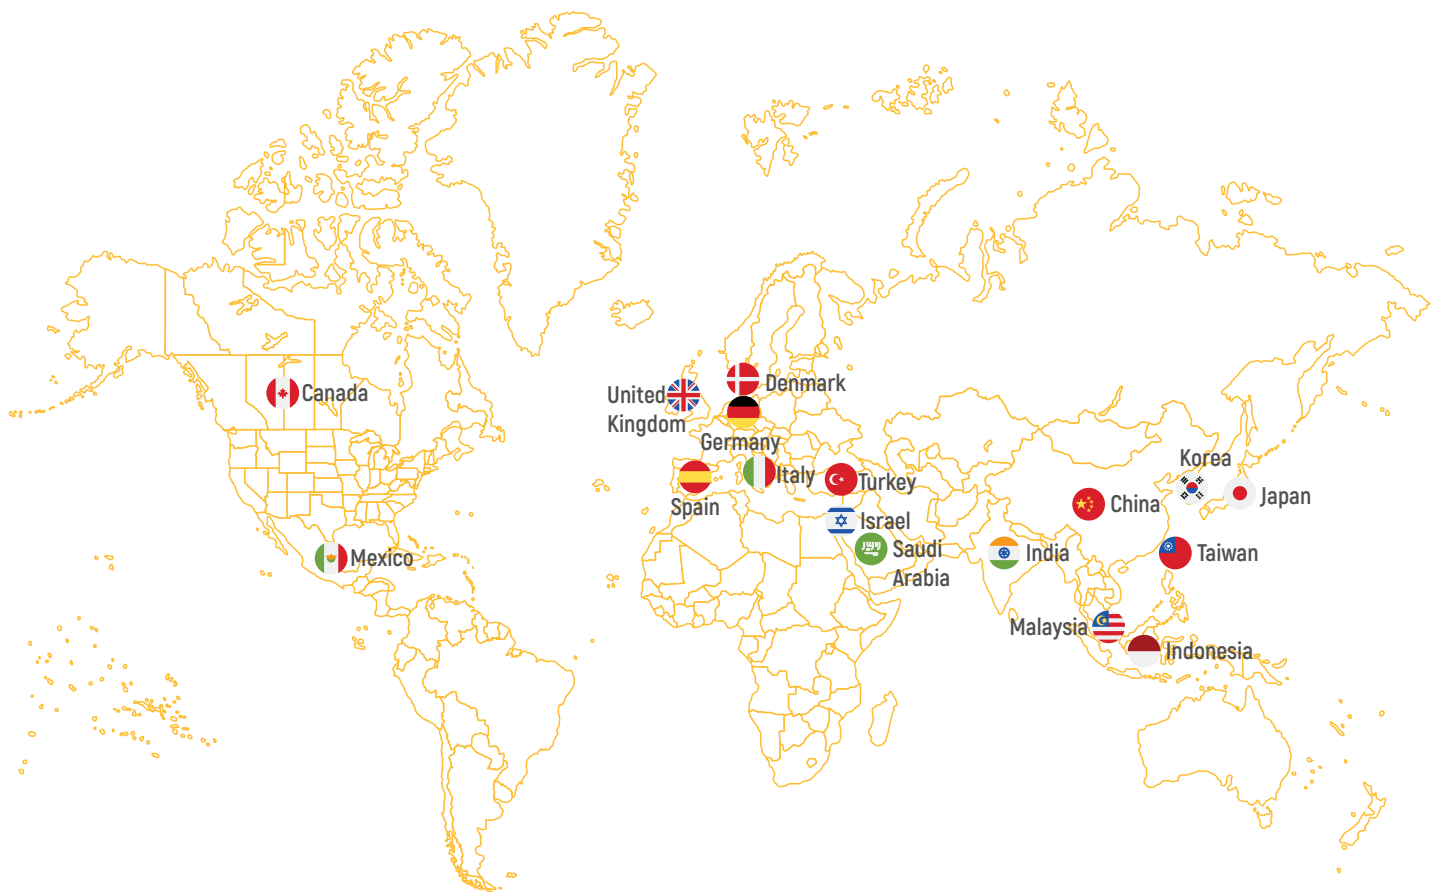 Canada
Mexico
United
Kingdom
Denmark
Germany
Italy
Spain
Turkey
Israel
Saudi
Arabia
India
China
Korea
Japan
Taiwan
Malaysia
Indonesia